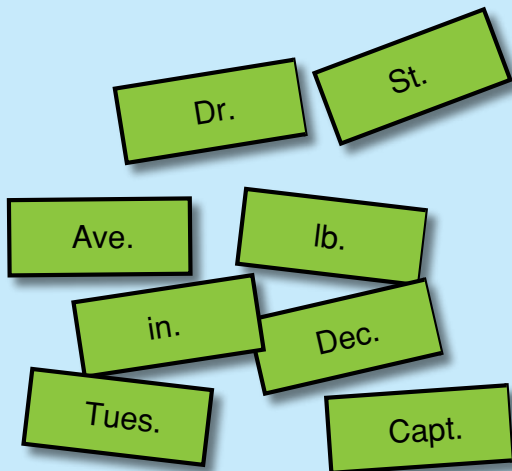 Dr.
St.
Ave.
lb.
in.
Dec.
Tues.
Capt.